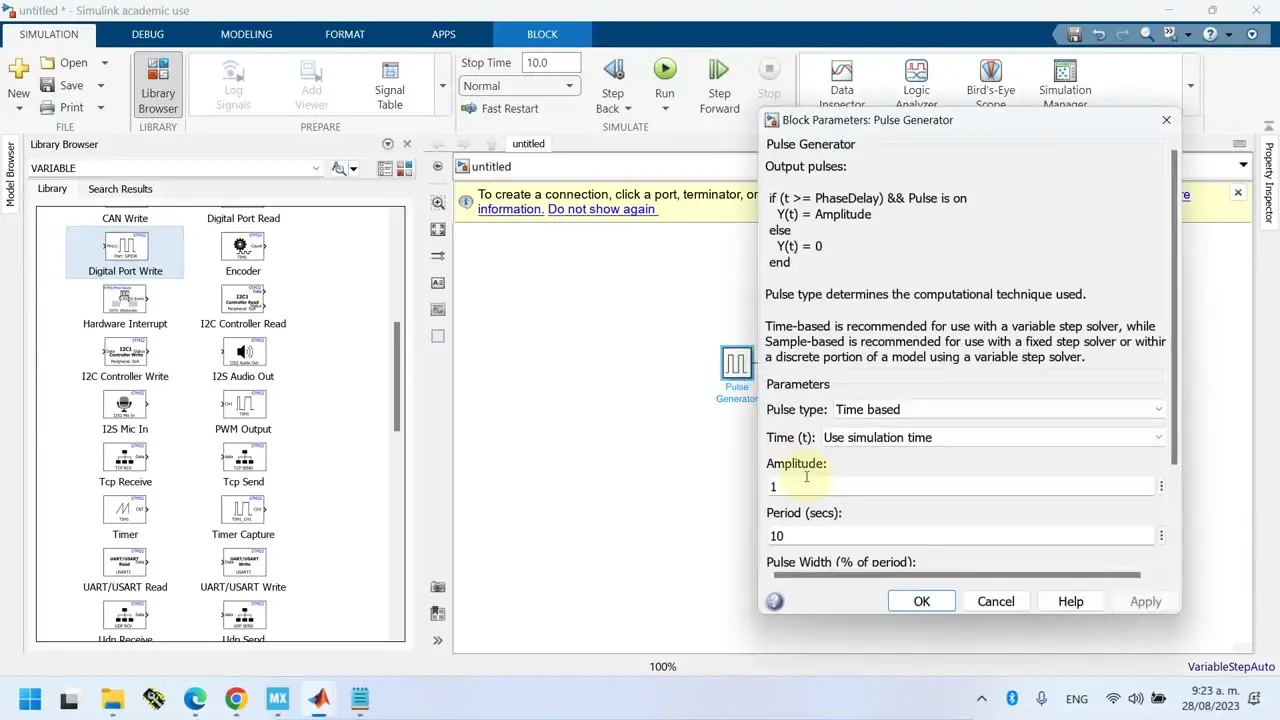 untitled * - Simulink academic use
SIMULATION DEBUG MODELING FORMAT APPS BLOCK
New
Open
Save
Print
FILE
Library Browser
LIBRARY
Log Signals
Add Viewer
Signal Table
PREPARE
Stop Time 10.0
Normal
Fast Restart
Step Back
Run
Step Forward
Stop
SIMULATE
Data Inspector
Logic Analyzer
Bird's-Eye Scope
Simulation Manager
Model Browser
Library Browser
VARIABLE
Library Search Results
CAN Write Digital Port Read
Digital Port Write Encoder
Hardware Interrupt I2C Controller Read
I2C Controller Write I2S Audio Out
I2S Mic In PWM Output
Tcp Receive Tcp Send
Timer Timer Capture
UART/USART Read UART/USART Write
Udp Receive Udp Send
untitled
untitled
To create a connection, click a port, terminator, or
information. Do not show again
re
Pulse
Generator
Block Parameters: Pulse Generator
Pulse Generator
Output pulses:
if (t >= PhaseDelay) && Pulse is on
Y(t) = Amplitude
else
Y(t) = 0
end
Pulse type determines the computational technique used.
Time-based is recommended for use with a variable step solver, while
Sample-based is recommended for use with a fixed step solver or withir
a discrete portion of a model using a variable step solver.
Parameters
Pulse type: Time based
Time (t): Use simulation time
Amplitude:
1
Period (secs):
10
Pulse Width (% of period):
OK Cancel Help Apply
Property Inspector
100%
VariableStepAuto
MX
ENG
9:23 a. m.
28/08/2023